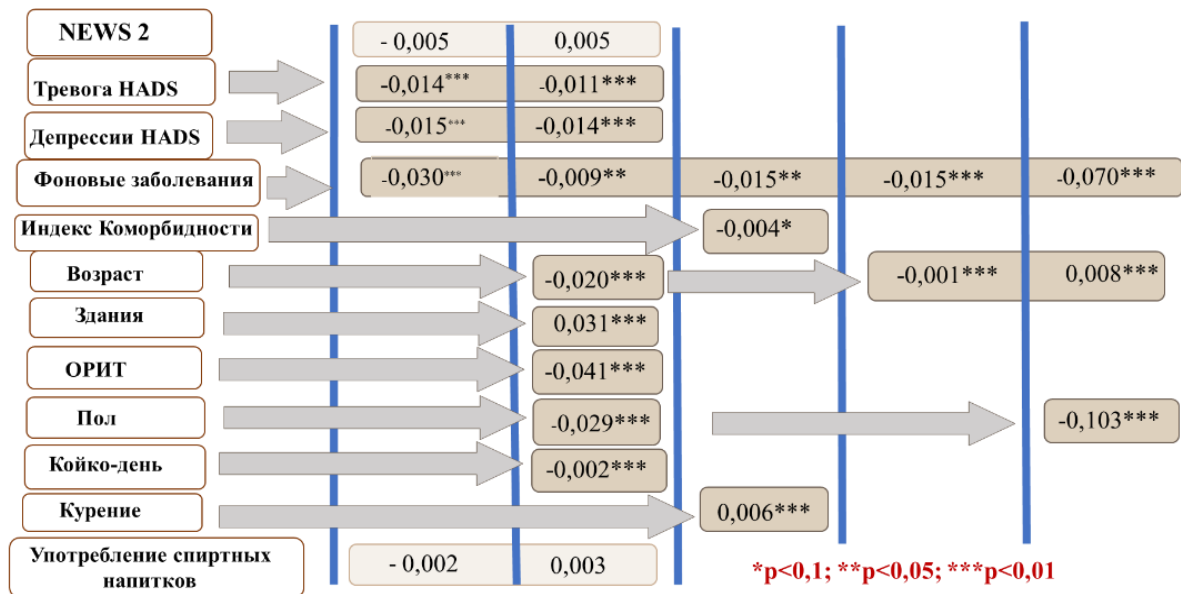 NEWS 2
- 0,005 0,005
Тревога HADS
-0,014*** -0,011***
Депрессии HADS
-0,015*** -0,014***
Фоновые заболевания
-0,030*** -0,009** -0,015** -0,015*** -0,070***
Индекс Коморбидности
-0,004*
Возраст
-0,020*** -0,001*** 0,008***
Здания
0,031***
ОРИТ
-0,041***
Пол
-0,029*** -0,103***
Койко-день
-0,002***
Курение
0,006***
Употребление спиртных
напитков
- 0,002 0,003
*p<0,1; **p<0,05; ***p<0,01